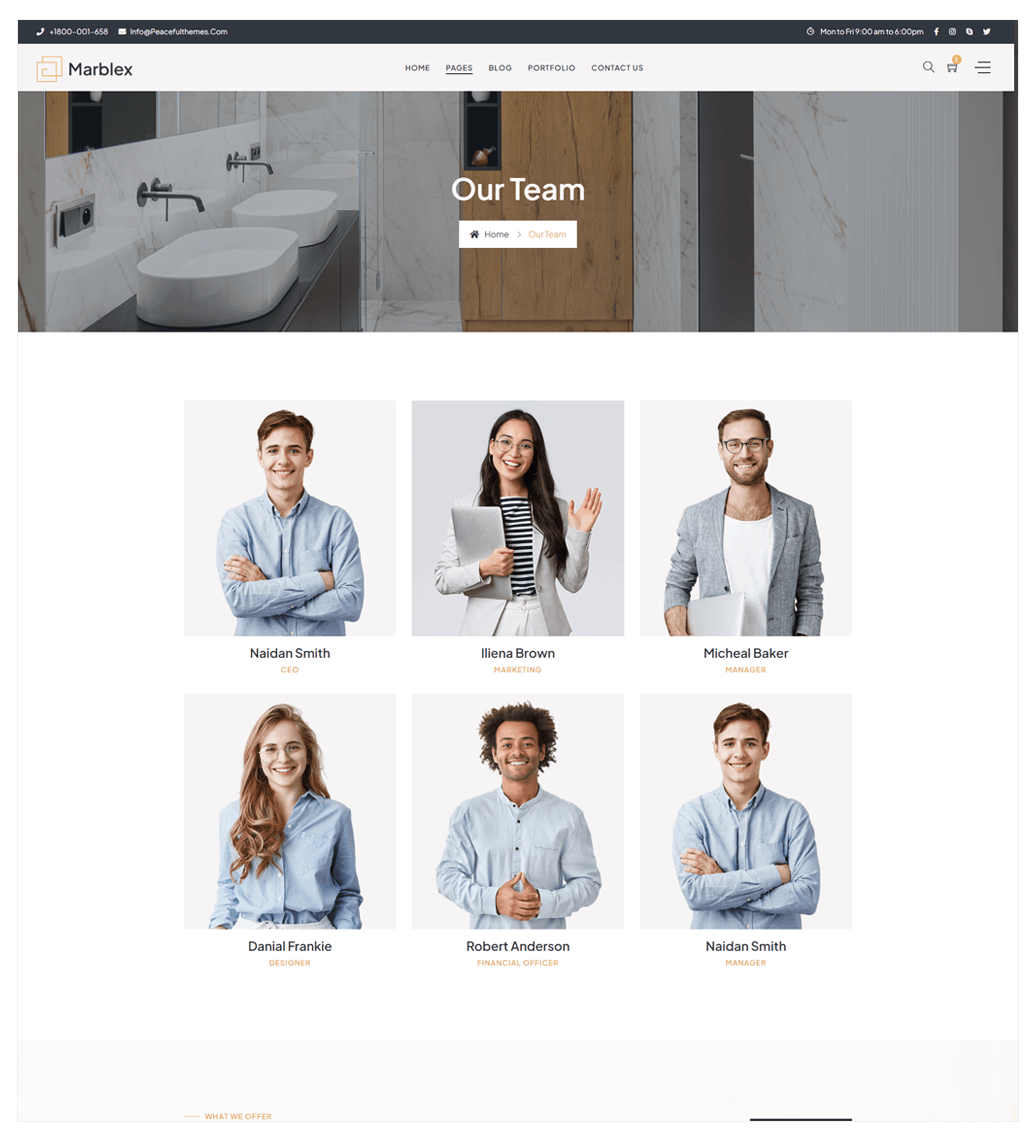 +1800-001-658 Info@Peacefulthemes.Com Mon to Fri 9:00 am to 6:00pm
Marblex HOME PAGES BLOG PORTFOLIO CONTACT US
Our Team
Home > Our Team
Naidan Smith Iliena Brown Micheal Baker
CEO MARKETING MANAGER
Danial Frankie Robert Anderson Naidan Smith
DESIGNER FINANCIAL OFFICER MANAGER
WHAT WE OFFER